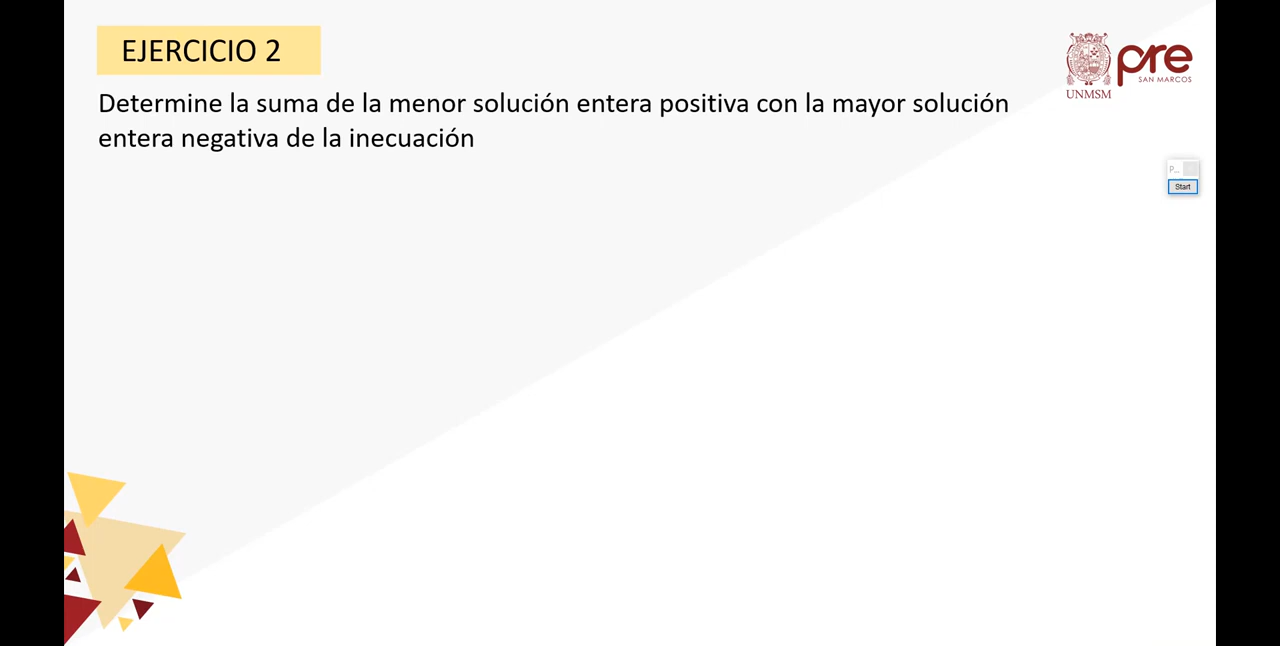 EJERCICIO 2
pre
SAN MARCOS
UNMSM
Determine la suma de la menor solución entera positiva con la mayor solución
entera negativa de la inecuación
P...
Start